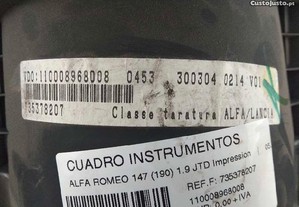 CustoJusto.pt
VDO:110008968008 0453 300304 0214 V01
735378207 Classe taratura ALFA/LANCIA
CUADRO INSTRUMENTOS
ALFA ROMEO 147 (190) 1.9 JTD Impression | 05
REF.F: 735378207
110008968008
0,00 +IVA